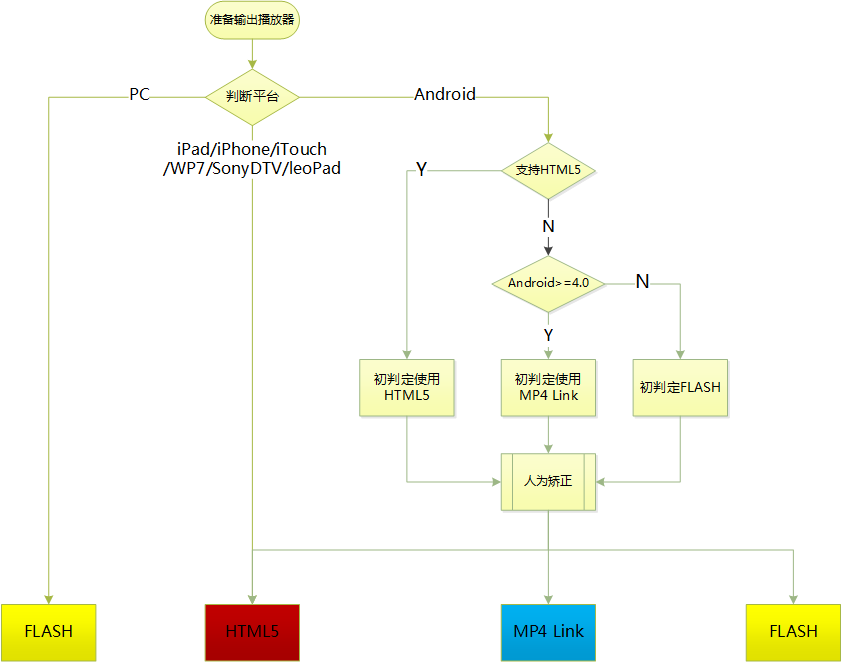 准备输出播放器
判断平台
PC
Android
iPad/iPhone/iTouch
/WP7/SonyDTV/leoPad
支持HTML5
Y
N
Android>=4.0
N
Y
初判定使用
HTML5
初判定使用
MP4 Link
初判定FLASH
人为矫正
FLASH
HTML5
MP4 Link
FLASH